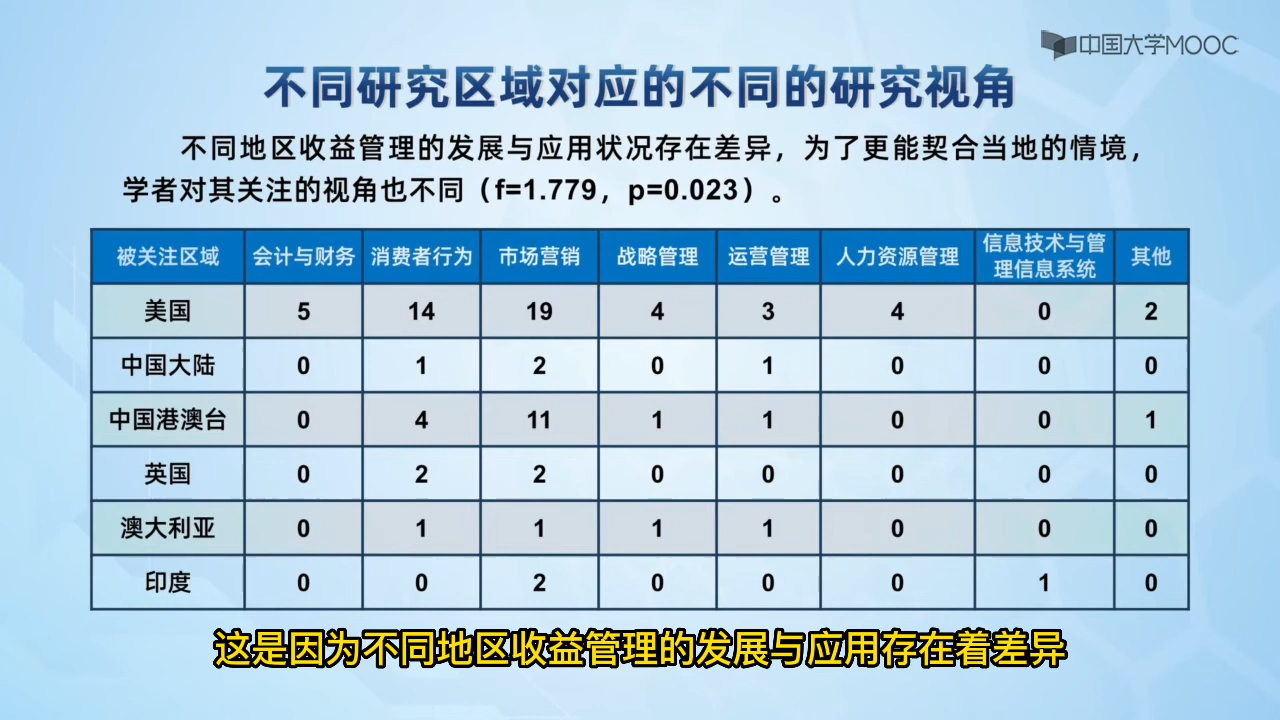 中国大学MOOC
不同研究区域对应的不同的研究视角
不同地区收益管理的发展与应用状况存在差异，为了更能契合当地的情境，
学者对其关注的视角也不同（f=1.779，p=0.023）。
被关注区域 会计与财务 消费者行为 市场营销 战略管理 运营管理 人力资源管理 信息技术与管理信息系统 其他
美国 5 14 19 4 3 4 0 2
中国大陆 0 1 2 0 1 0 0 0
中国港澳台 0 4 11 1 1 0 0 1
英国 0 2 2 0 0 0 0 0
澳大利亚 0 1 1 1 1 0 0 0
印度 0 0 2 0 0 0 1 0
这是因为不同地区收益管理的发展与应用存在着差异